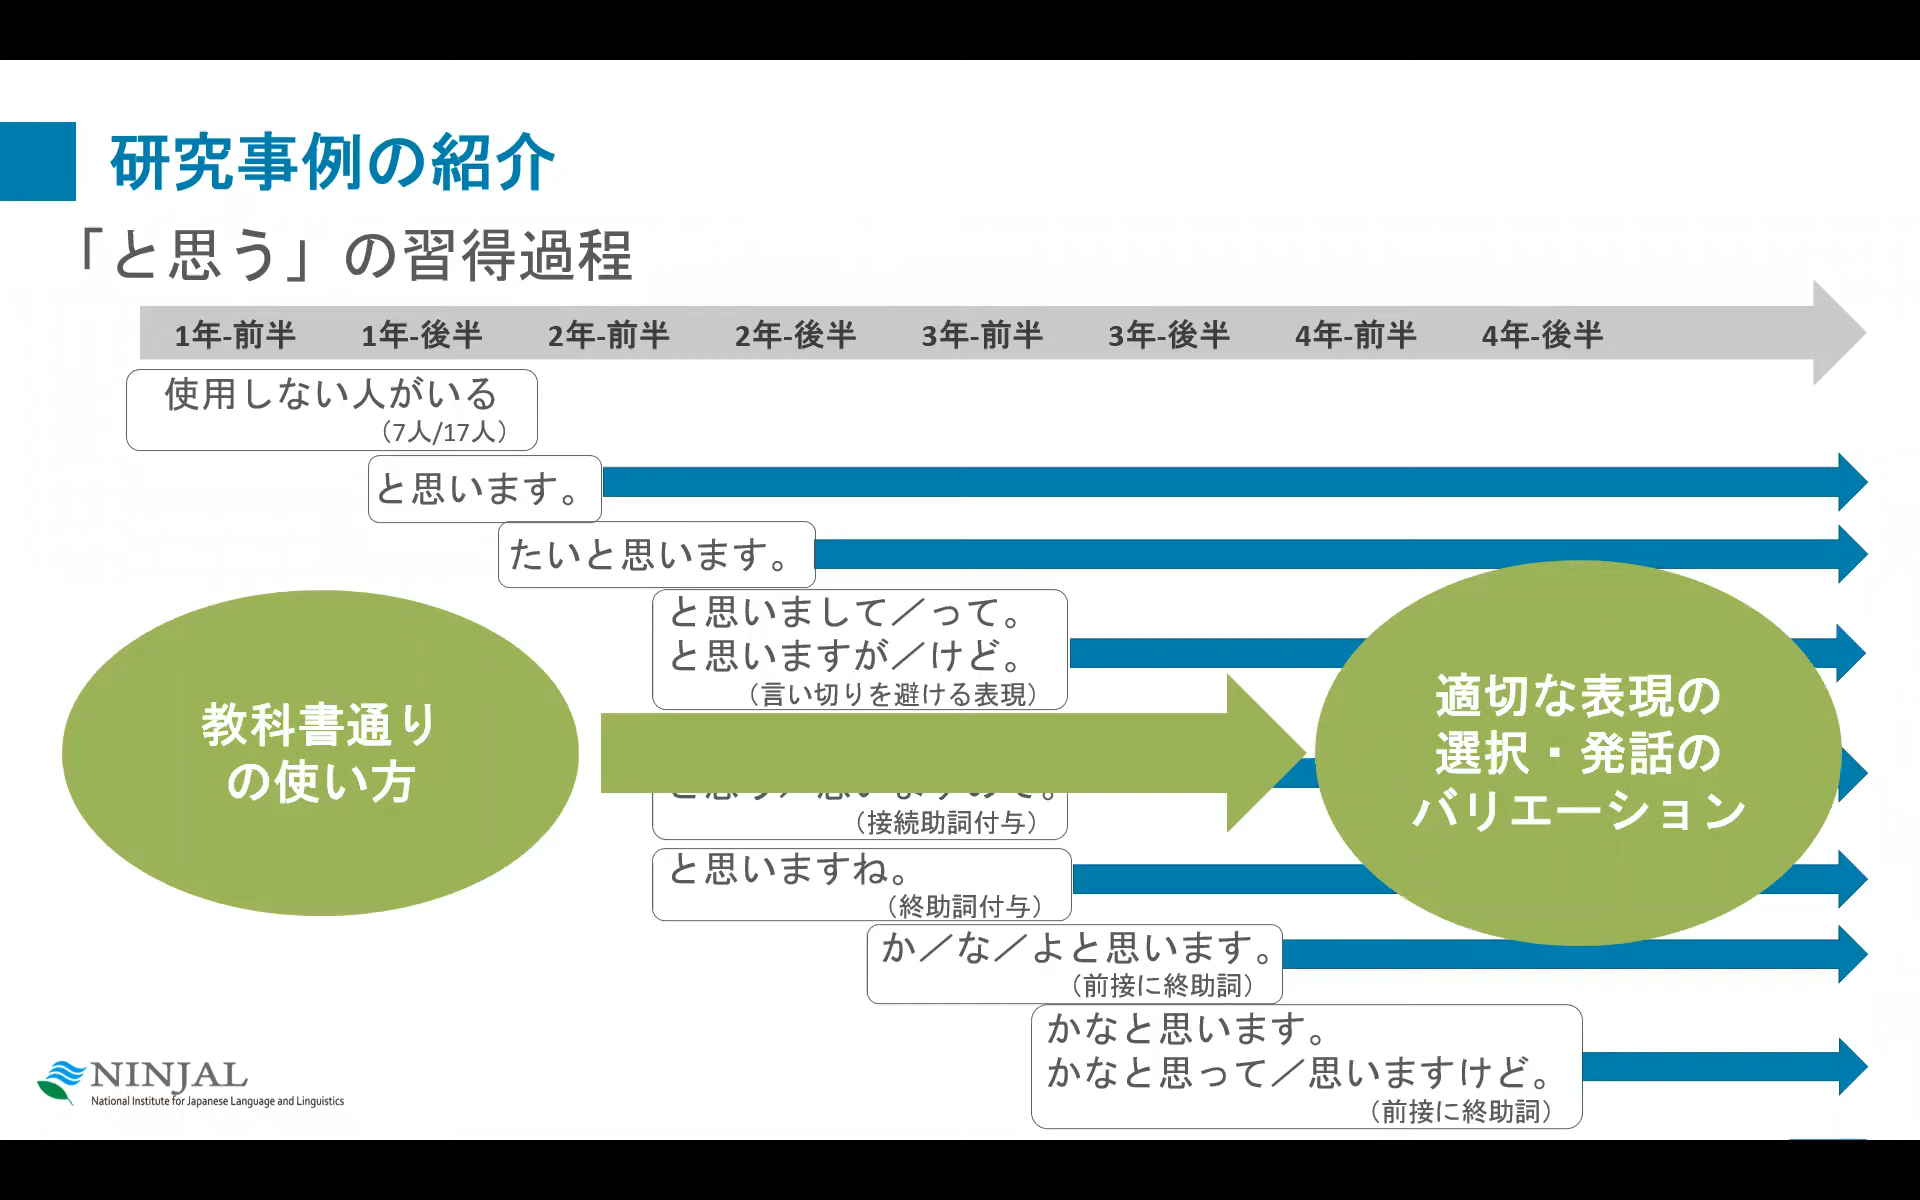 研究事例の紹介
「と思う」の習得過程
1年-前半 1年-後半 2年-前半 2年-後半 3年-前半 3年-後半 4年-前半 4年-後半
使用しない人がいる
（7人/17人）
と思います。
たいと思います。
と思いまして／って。
と思いますが／けど。
（言い切りを避ける表現）
教科書通り
の使い方
適切な表現の
選択・発話の
バリエーション
（接続助詞付与）
と思いますね。
（終助詞付与）
か／な／よと思います。
（前接に終助詞）
かなと思います。
かなと思って／思いますけど。
（前接に終助詞）
NINJAL
National Institute for Japanese Language and Linguistics